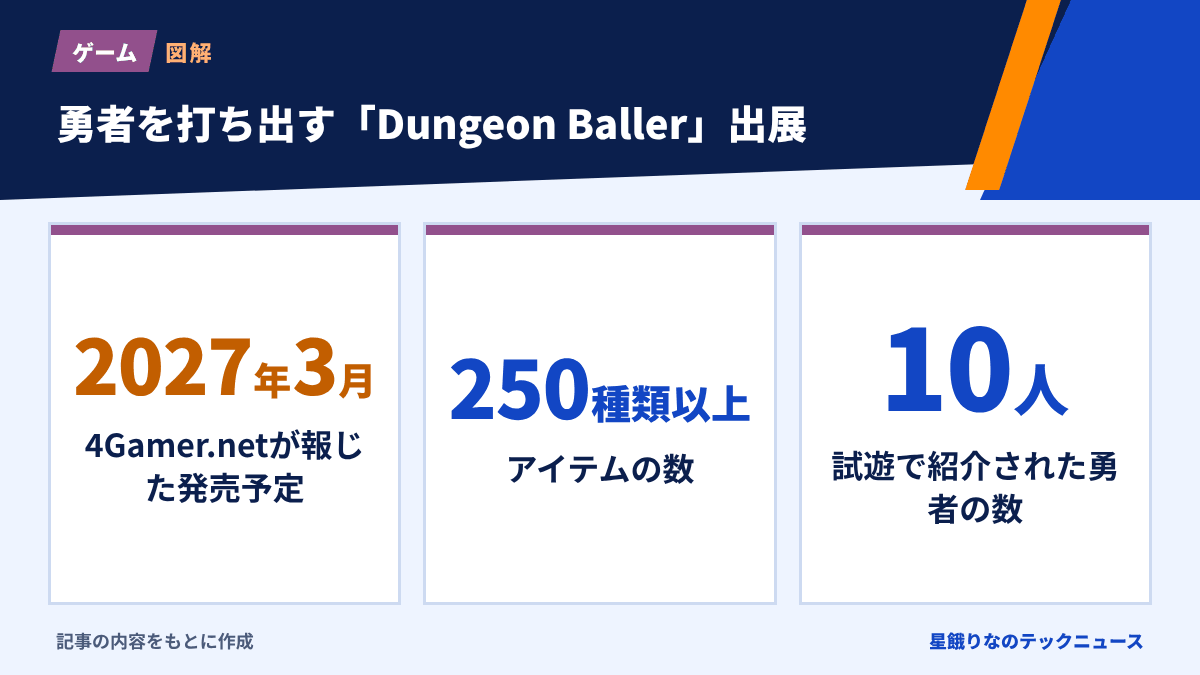 ゲーム 図解
勇者を打ち出す「Dungeon Baller」出展
2027年3月
4Gamer.netが報じ
た発売予定
250種類以上
アイテムの数
10人
試遊で紹介された勇
者の数
記事の内容をもとに作成
星餓りなのテックニュース